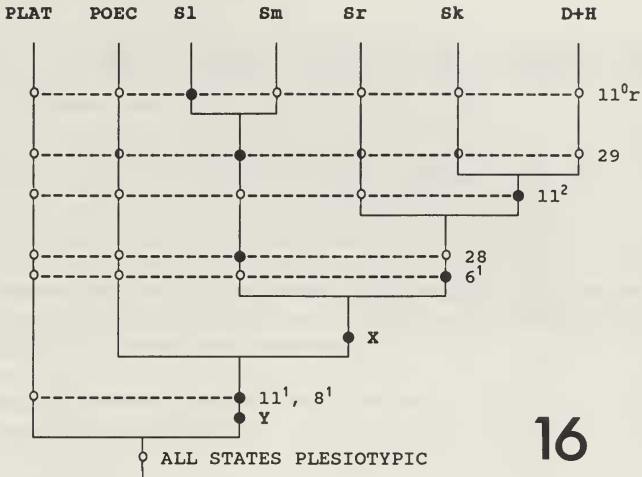 PLAT POEC Sl Sm Sr Sk D+H
11⁰r
29
11²
28
6¹
X
11¹, 8¹
Y
ALL STATES PLESIOTYPIC
16